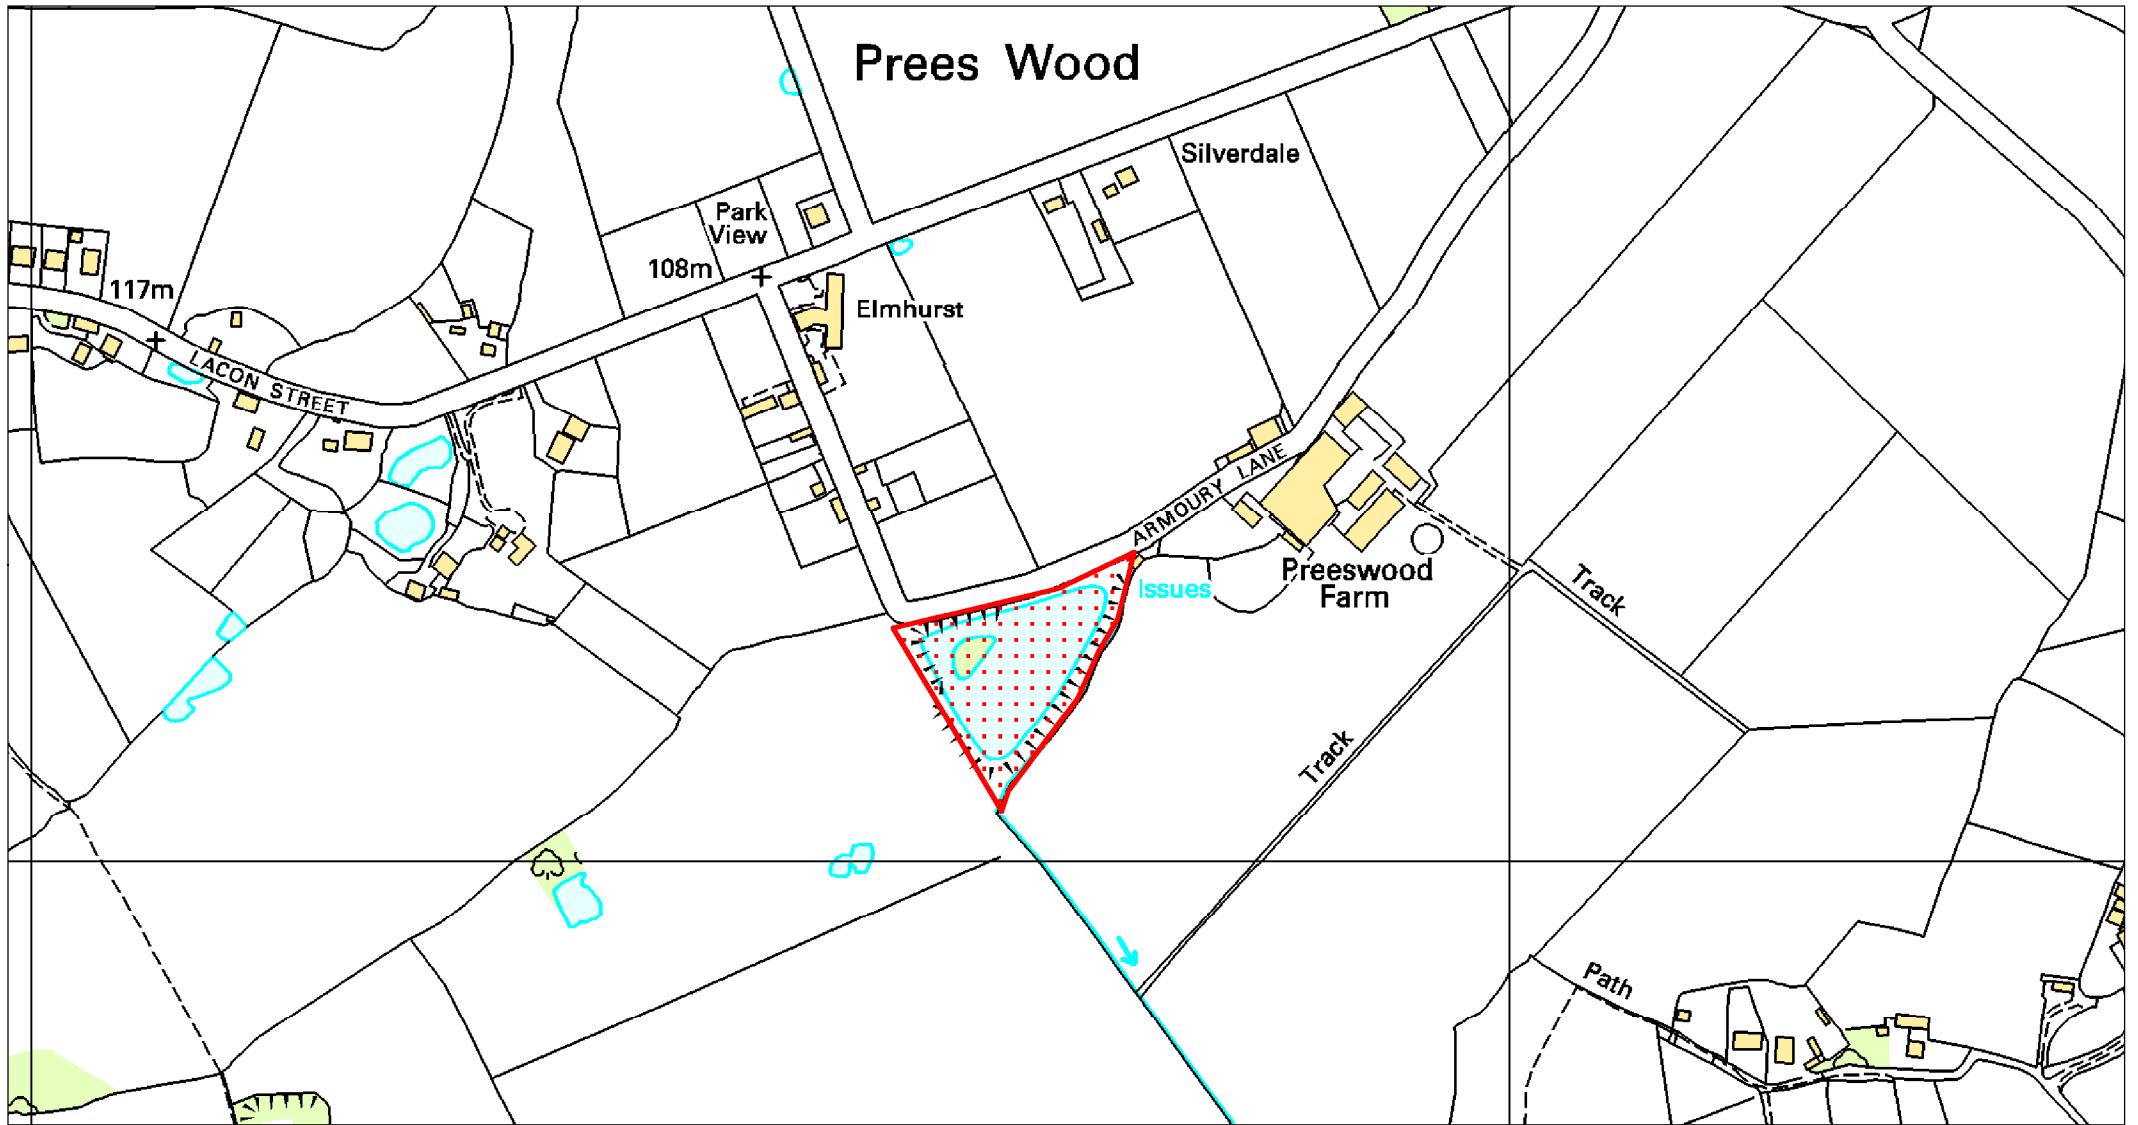 Prees Wood
Silverdale
Park
View
108m
117m
Elmhurst
LACON STREET
ARMOURY LANE
Issues
Preeswood
Farm
Track
Track
Path